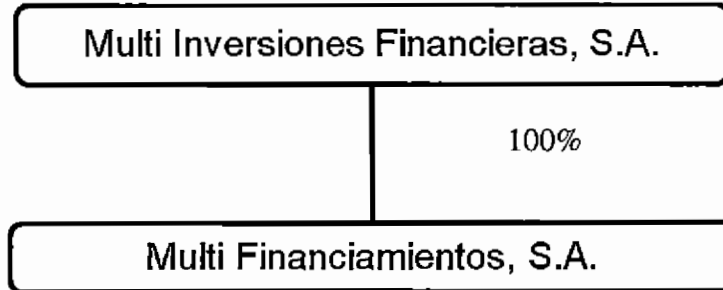 Multi Inversiones Financieras, S.A.
100%
Multi Financiamientos, S.A.